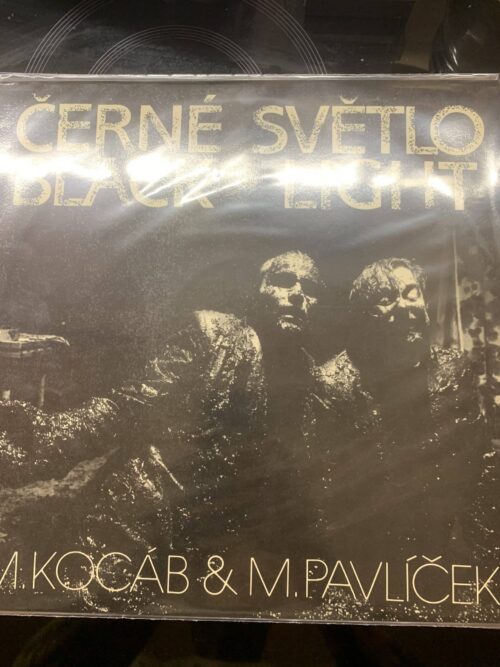 ČERNÉ SVĚTLO
BLACK LIGHT
M. KOCÁB & M. PAVLÍČEK